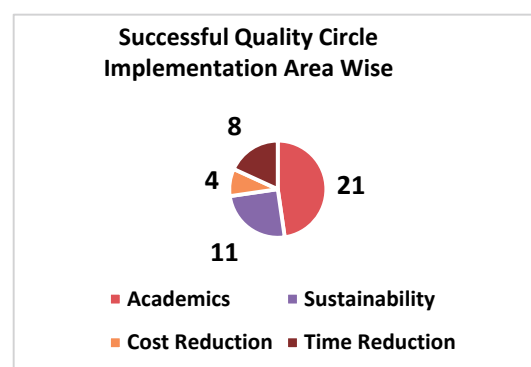 Successful Quality Circle
Implementation Area Wise
8
4
21
11
Academics
Sustainability
Cost Reduction
Time Reduction